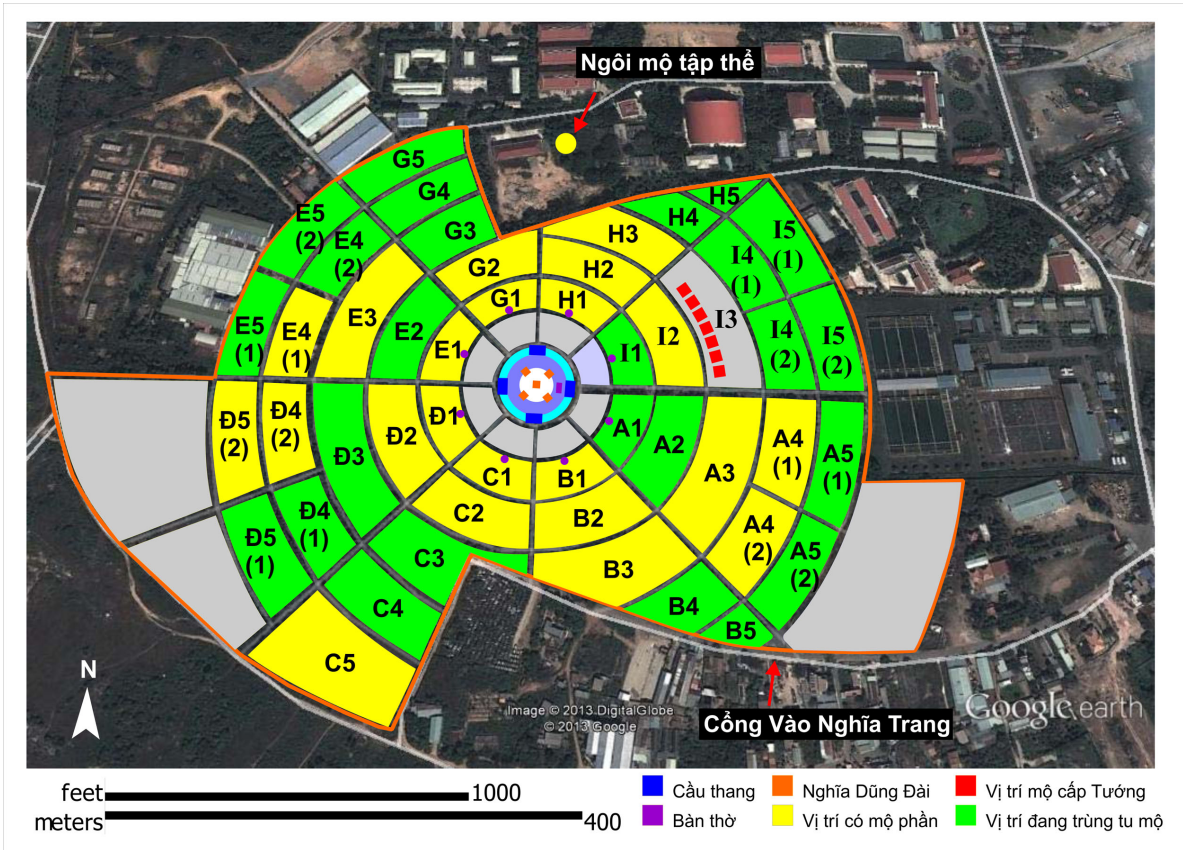 Ngôi mộ tập thể
G5
G4
G3
H5
H4
E5
(2)
E4
(2)
I5
(1)
I4
(1)
H3
H2
G2
G1
H1
E5
(1)
E4
(1)
E3
E2
E1
I1
I2
I3
I4
(2)
I5
(2)
Đ5
(2)
Đ4
(2)
Đ3
Đ2
Đ1
A1
A2
A3
A4
(1)
A5
(1)
C1
B1
C2
B2
Đ5
(1)
Đ4
(1)
C3
B3
A4
(2)
A5
(2)
C4
B4
B5
C5
N
Image © 2013 DigitalGlobe
© 2013 Google
Google earth
Cổng Vào Nghĩa Trang
feet 1000
meters 400
Cầu thang
Nghĩa Dũng Đài
Vị trí mộ cấp Tướng
Bàn thờ
Vị trí có mộ phần
Vị trí đang trùng tu mộ